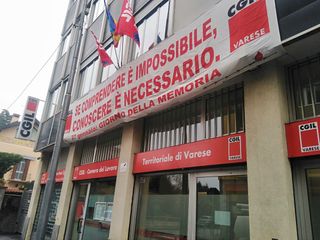 CGIL
VARESE
SE COMPRENDERE È IMPOSSIBILE,
CONOSCERE È NECESSARIO.
GIORNO DELLA MEMORIA
CGIL
CGIL Camera del Lavoro
Territoriale di Varese
CGIL
VARESE
CGIL